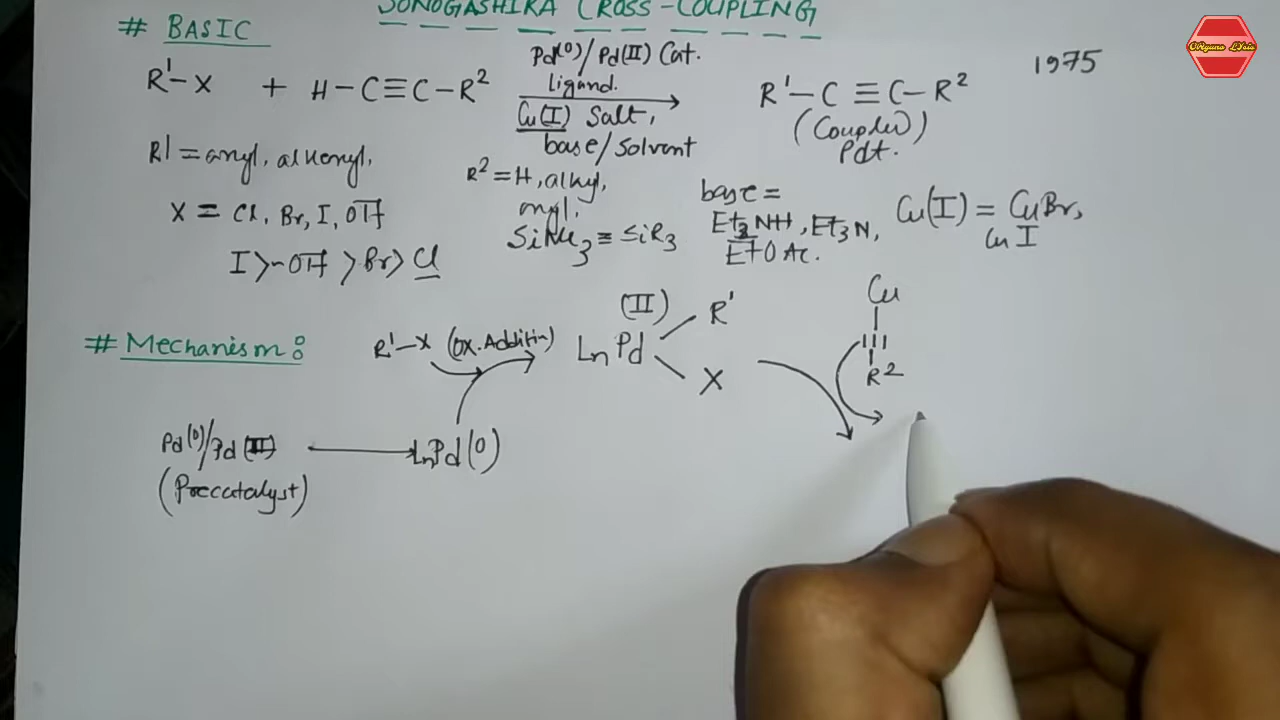 SONOGASHIRA CROSS-COUPLING
# BASIC
1975
R¹-X + H-C≡C-R²
Pd(0)/Pd(II) Cat.
ligand.
Cu(I) Salt,
base/solvent
R¹-C≡C-R²
(Coupled)
Pdt.
R¹ = aryl, alkenyl,
X = Cl, Br, I, OTf
I > ~OTf > Br > Cl
R² = H, alkyl,
aryl,
SiMe₃ ≡ SiR₃
base =
Et₂NH, Et₃N,
EtOAc.
Cu(I) = CuBr,
CuI
# Mechanism:
R¹-X (Ox. Additin)
(II)
LnPd
R¹
X
Cu
R²
Pd(0)/Pd(II)
(Precatalyst)
LnPd(0)